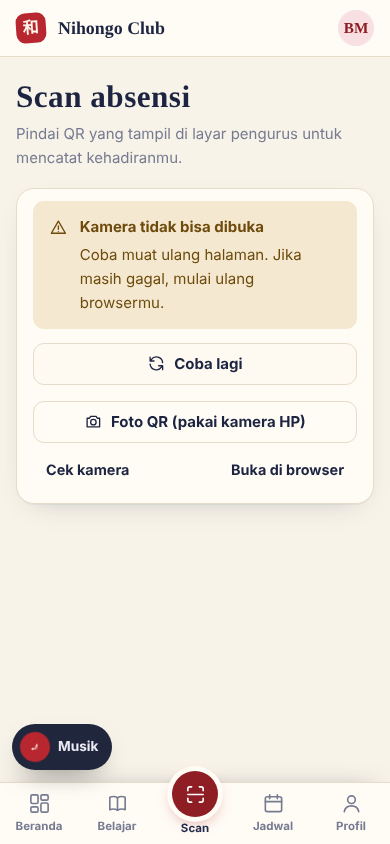 和 Nihongo Club BM
Scan absensi
Pindai QR yang tampil di layar pengurus untuk
mencatat kehadiranmu.
Kamera tidak bisa dibuka
Coba muat ulang halaman. Jika
masih gagal, mulai ulang
browsermu.
Coba lagi
Foto QR (pakai kamera HP)
Cek kamera Buka di browser
Musik
Beranda Belajar Scan Jadwal Profil